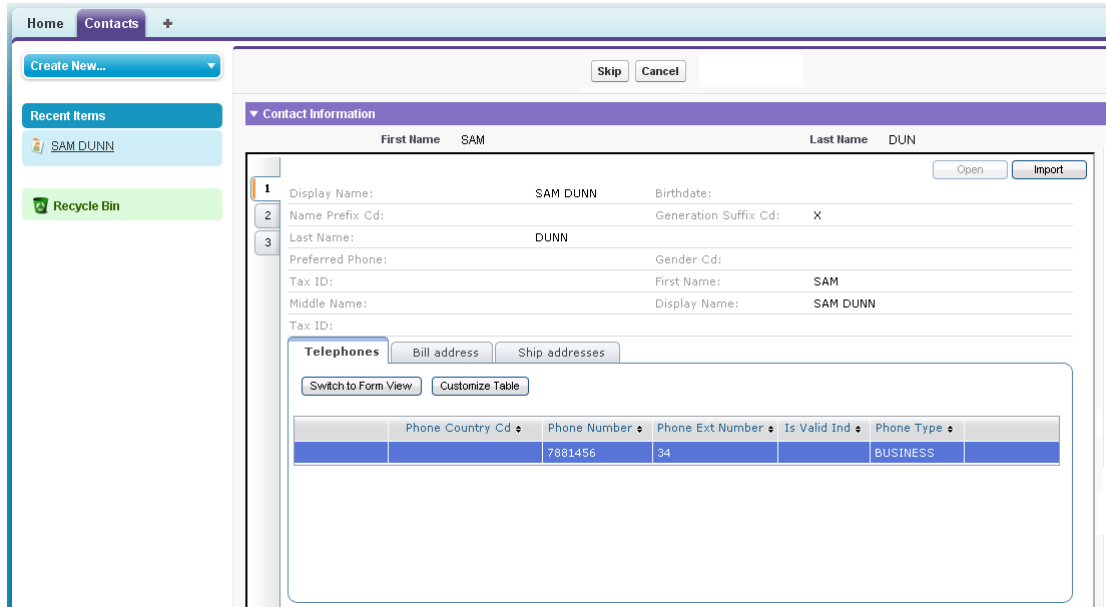 Home Contacts +
Create New...
Skip Cancel
Recent Items
SAM DUNN
Recycle Bin
Contact Information
First Name SAM Last Name DUN
Open Import
1
2
3
Display Name: SAM DUNN Birthdate:
Name Prefix Cd: Generation Suffix Cd: X
Last Name: DUNN
Preferred Phone: Gender Cd:
Tax ID: First Name: SAM
Middle Name: Display Name: SAM DUNN
Tax ID:
Telephones Bill address Ship addresses
Switch to Form View Customize Table
Phone Country Cd Phone Number Phone Ext Number Is Valid Ind Phone Type
7881456 34 BUSINESS